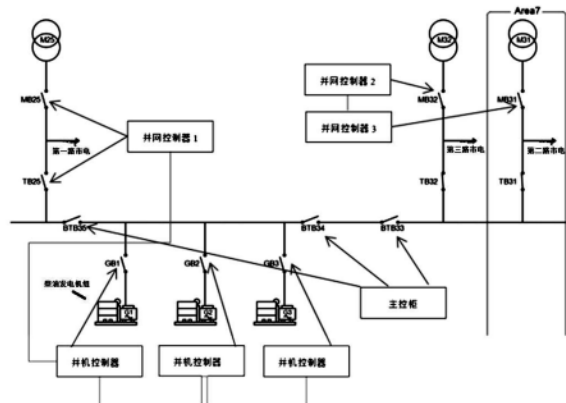 Area7
M25
M32
M31
并网控制器 2
MB25
MB32
MB31
并网控制器 1
并网控制器 3
第一路市电
第三路市电
第二路市电
TB25
TB32
TB31
BTB35
BTB34
BTB33
GB1
GB2
GB3
柴油发电机组
主控柜
G1
G2
G3
并机控制器
并机控制器
并机控制器